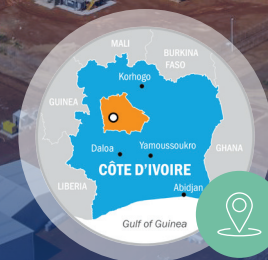 MALI
BURKINA
FASO
Korhogo
GUINEA
Daloa
Yamoussoukro
GHANA
CÔTE D'IVOIRE
LIBERIA
Abidjan
Gulf of Guinea